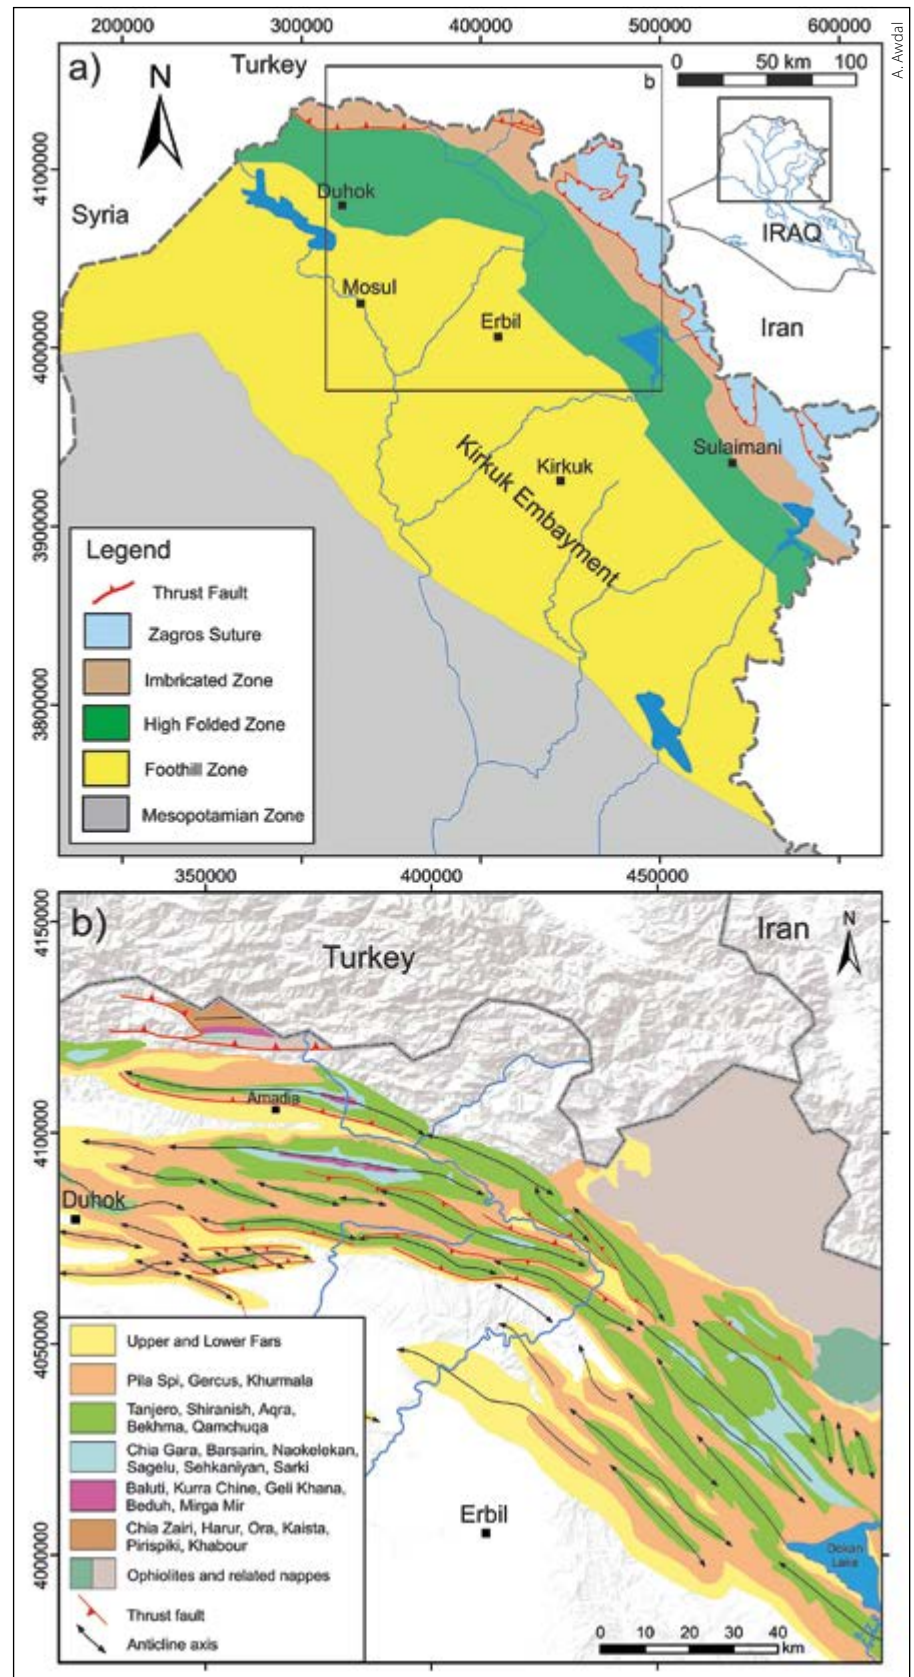 200000
300000
400000
500000
600000
A. Awdal
a)
N
Turkey
b
0
50 km
100
4100000
Syria
Duhok
IRAQ
Mosul
Erbil
Iran
4000000
Kirkuk
Sulaimani
Kirkuk Embayment
3900000
3800000
Legend
Thrust Fault
Zagros Suture
Imbricated Zone
High Folded Zone
Foothill Zone
Mesopotamian Zone
350000
400000
450000
b)
Turkey
Iran
N
4150000
Amadia
4100000
Duhok
4050000
Upper and Lower Fars
Pila Spi, Gercus, Khurmala
Tanjero, Shiranish, Aqra,
Bekhma, Qamchuqa
Chia Gara, Barsarin, Naokelekan,
Sagelu, Sehkaniyan, Sarki
Baluti, Kurra Chine, Geli Khana,
Beduh, Mirga Mir
Chia Zairi, Harur, Ora, Kaista,
Pirispiki, Khabour
Ophiolites and related nappes
Thrust fault
Anticline axis
Erbil
4000000
Dokan
Lake
0
10
20
30
40
km